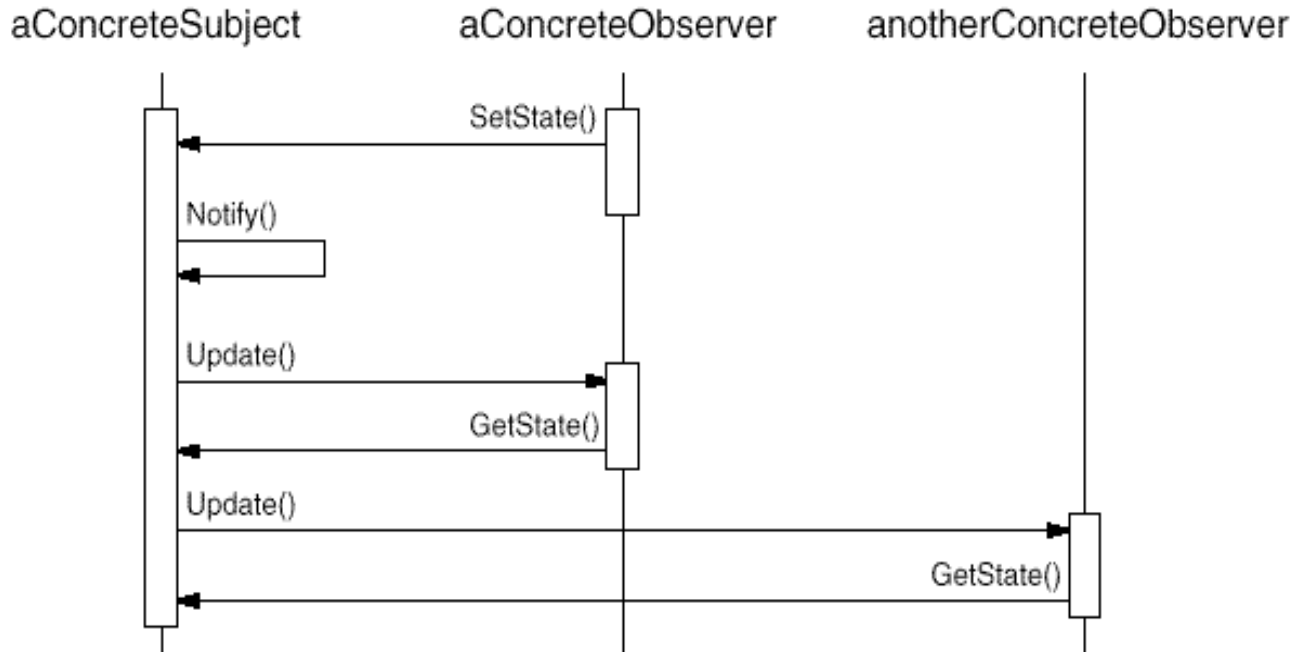 aConcreteSubject aConcreteObserver anotherConcreteObserver
SetState()
Notify()
Update()
GetState()
Update()
GetState()